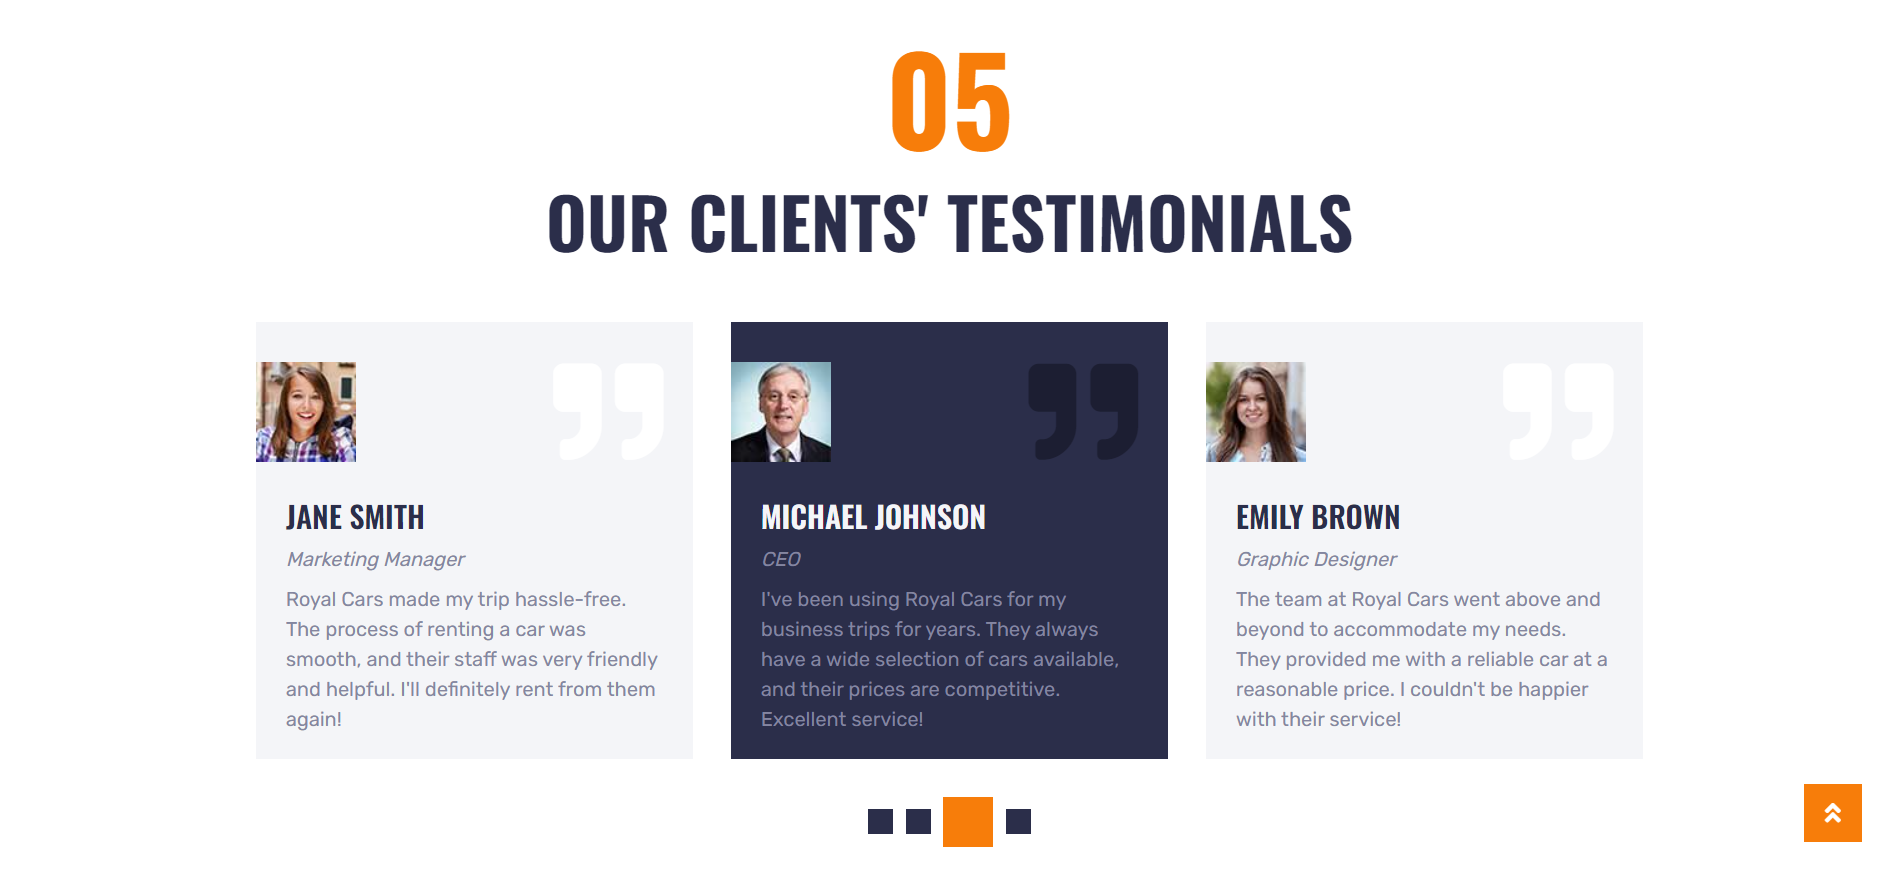 05
OUR CLIENTS' TESTIMONIALS
JANE SMITH
Marketing Manager
Royal Cars made my trip hassle-free.
The process of renting a car was
smooth, and their staff was very friendly
and helpful. I'll definitely rent from them
again!
MICHAEL JOHNSON
CEO
I've been using Royal Cars for my
business trips for years. They always
have a wide selection of cars available,
and their prices are competitive.
Excellent service!
EMILY BROWN
Graphic Designer
The team at Royal Cars went above and
beyond to accommodate my needs.
They provided me with a reliable car at a
reasonable price. I couldn't be happier
with their service!